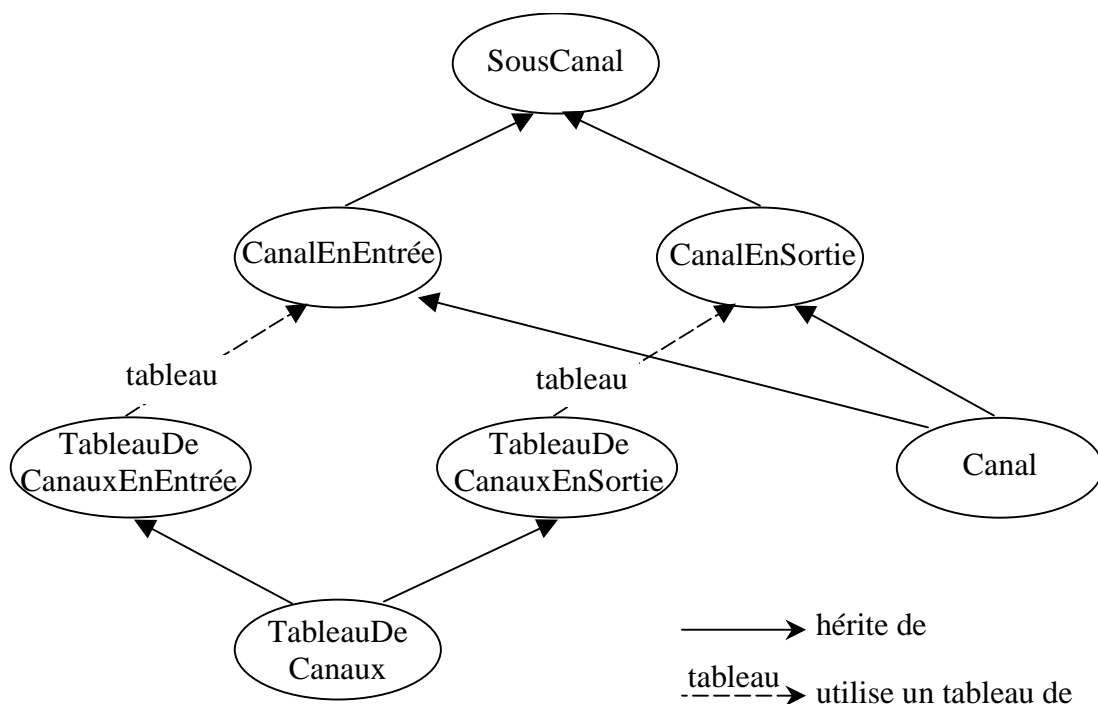 SousCanal
CanalEnEntrée
CanalEnSortie
tableau
tableau
TableauDe
CanauxEnEntrée
TableauDe
CanauxEnSortie
Canal
TableauDe
Canaux
hérite de
tableau
utilise un tableau de